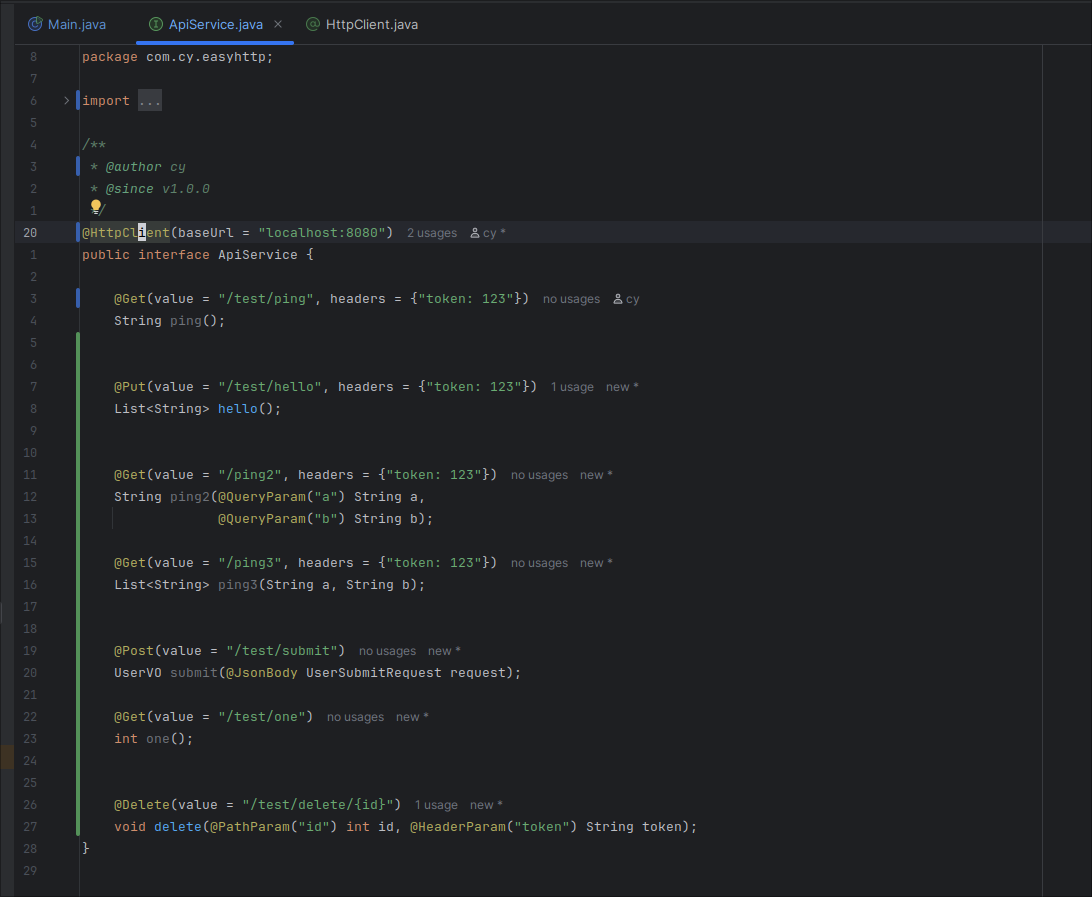 Main.java ApiService.java × HttpClient.java
8 package com.cy.easyhttp;
7
6 > import ...
5
4 /**
3 * @author cy
2 * @since v1.0.0
1 */
20 @HttpClient(baseUrl = "localhost:8080") 2 usages cy *
1 public interface ApiService {
2
3 @Get(value = "/test/ping", headers = {"token: 123"}) no usages cy
4 String ping();
5
6
7 @Put(value = "/test/hello", headers = {"token: 123"}) 1 usage new *
8 List<String> hello();
9
10
11 @Get(value = "/ping2", headers = {"token: 123"}) no usages new *
12 String ping2(@QueryParam("a") String a,
13 @QueryParam("b") String b);
14
15 @Get(value = "/ping3", headers = {"token: 123"}) no usages new *
16 List<String> ping3(String a, String b);
17
18
19 @Post(value = "/test/submit") no usages new *
20 UserVO submit(@JsonBody UserSubmitRequest request);
21
22 @Get(value = "/test/one") no usages new *
23 int one();
24
25
26 @Delete(value = "/test/delete/{id}") 1 usage new *
27 void delete(@PathParam("id") int id, @HeaderParam("token") String token);
28 }
29